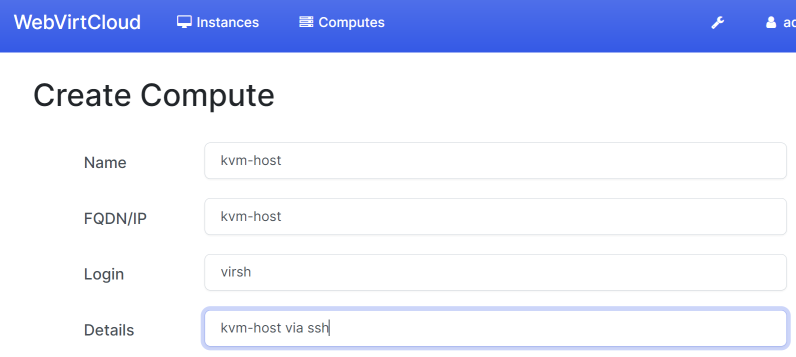 WebVirtCloud Instances Computes
Create Compute
Name kvm-host
FQDN/IP kvm-host
Login virsh
Details kvm-host via ssh